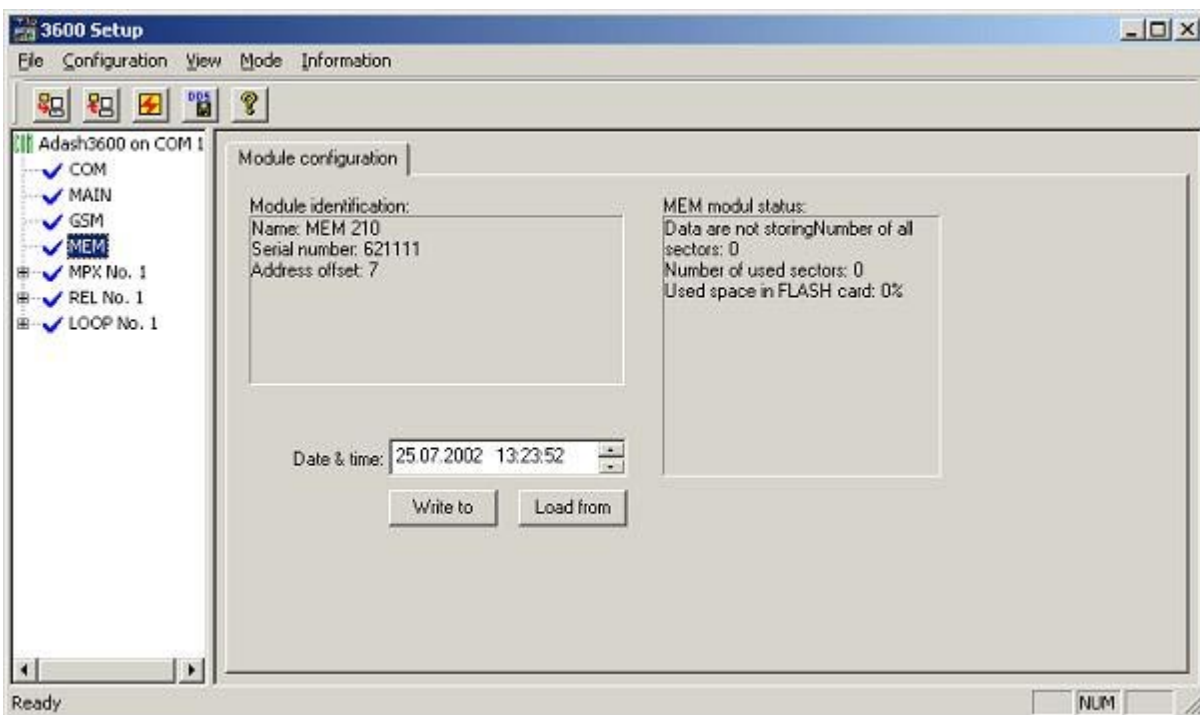 3600 Setup
File Configuration View Mode Information
DDS
Adash3600 on COM 1
COM
MAIN
GSM
MEM
MPX No. 1
REL No. 1
LOOP No. 1
Module configuration
Module identification:
Name: MEM 210
Serial number: 621111
Address offset: 7
MEM modul status:
Data are not storingNumber of all
sectors: 0
Number of used sectors: 0
Used space in FLASH card: 0%
Date & time: 25.07.2002 13:23:52
Write to Load from
Ready NUM